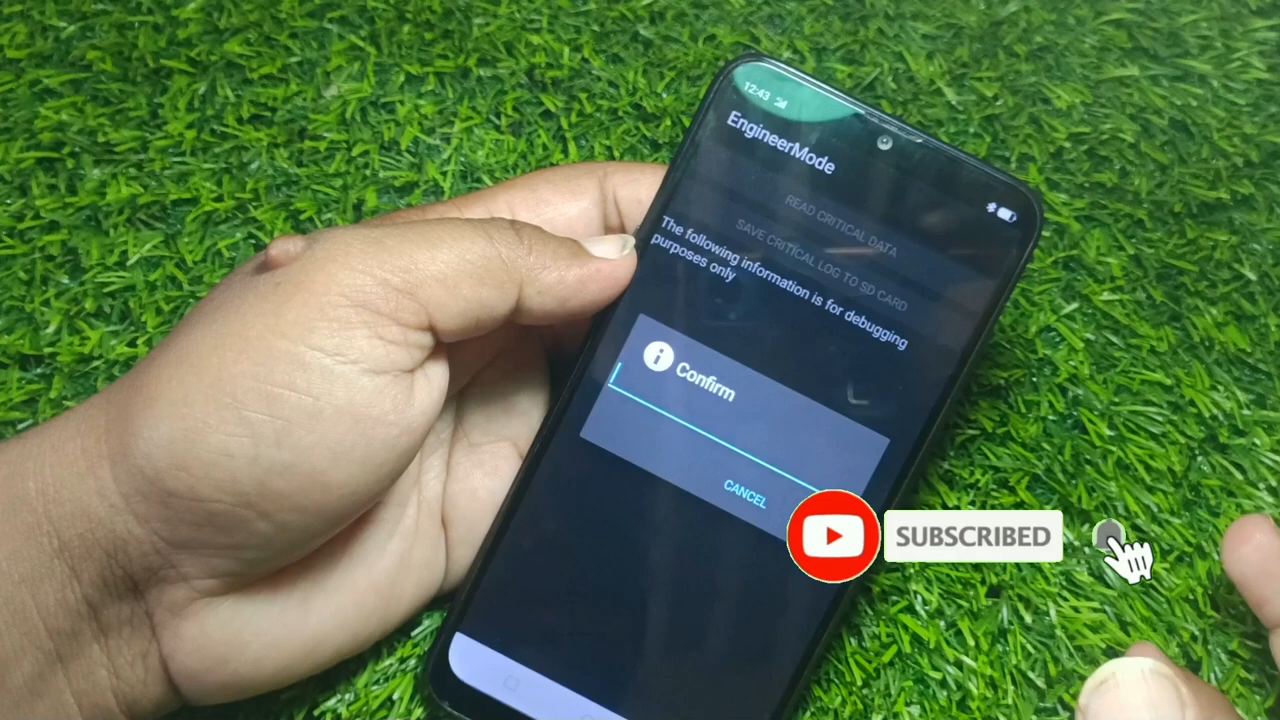 12:43
EngineerMode
READ CRITICAL DATA
SAVE CRITICAL LOG TO SD CARD
The following information is for debugging
purposes only
Confirm
CANCEL
SUBSCRIBED